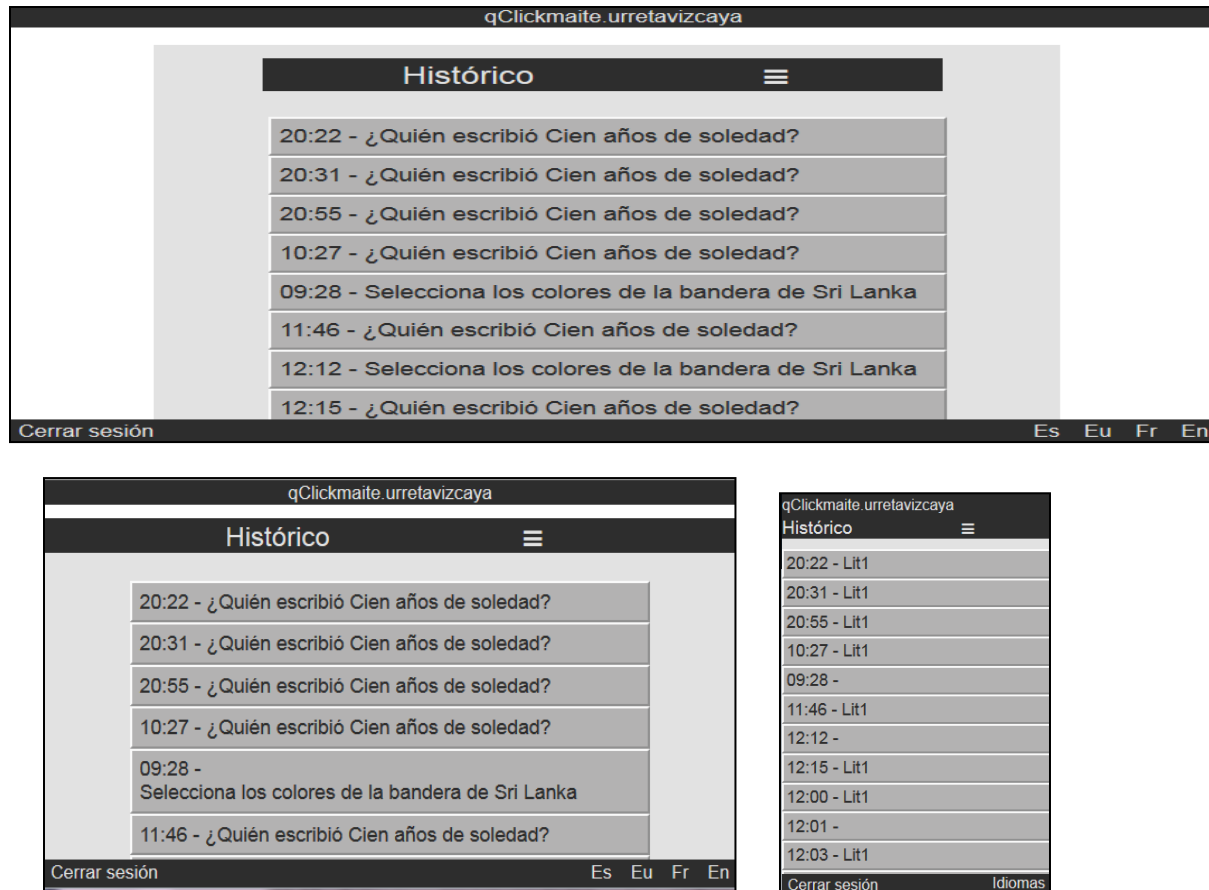 qClickmaite.urretavizcaya
Histórico ☰
20:22 - ¿Quién escribió Cien años de soledad?
20:31 - ¿Quién escribió Cien años de soledad?
20:55 - ¿Quién escribió Cien años de soledad?
10:27 - ¿Quién escribió Cien años de soledad?
09:28 - Selecciona los colores de la bandera de Sri Lanka
11:46 - ¿Quién escribió Cien años de soledad?
12:12 - Selecciona los colores de la bandera de Sri Lanka
12:15 - ¿Quién escribió Cien años de soledad?
Cerrar sesión Es Eu Fr En
qClickmaite.urretavizcaya
Histórico ☰
20:22 - ¿Quién escribió Cien años de soledad?
20:31 - ¿Quién escribió Cien años de soledad?
20:55 - ¿Quién escribió Cien años de soledad?
10:27 - ¿Quién escribió Cien años de soledad?
09:28 -
Selecciona los colores de la bandera de Sri Lanka
11:46 - ¿Quién escribió Cien años de soledad?
Cerrar sesión Es Eu Fr En
qClickmaite.urretavizcaya
Histórico ☰
20:22 - Lit1
20:31 - Lit1
20:55 - Lit1
10:27 - Lit1
09:28 -
11:46 - Lit1
12:12 -
12:15 - Lit1
12:00 - Lit1
12:01 -
12:03 - Lit1
Cerrar sesión Idiomas